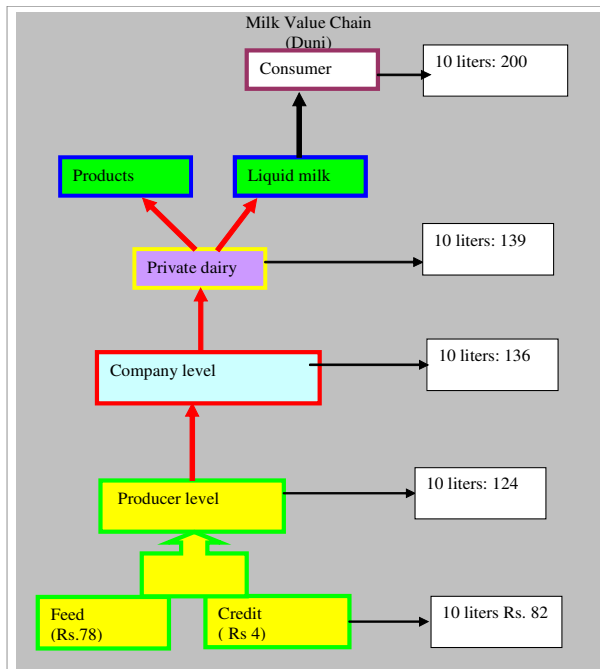 Milk Value Chain
(Duni)
Consumer
10 liters: 200
Products
Liquid milk
Private dairy
10 liters: 139
Company level
10 liters: 136
Producer level
10 liters: 124
Feed
(Rs.78)
Credit
( Rs 4)
10 liters Rs. 82